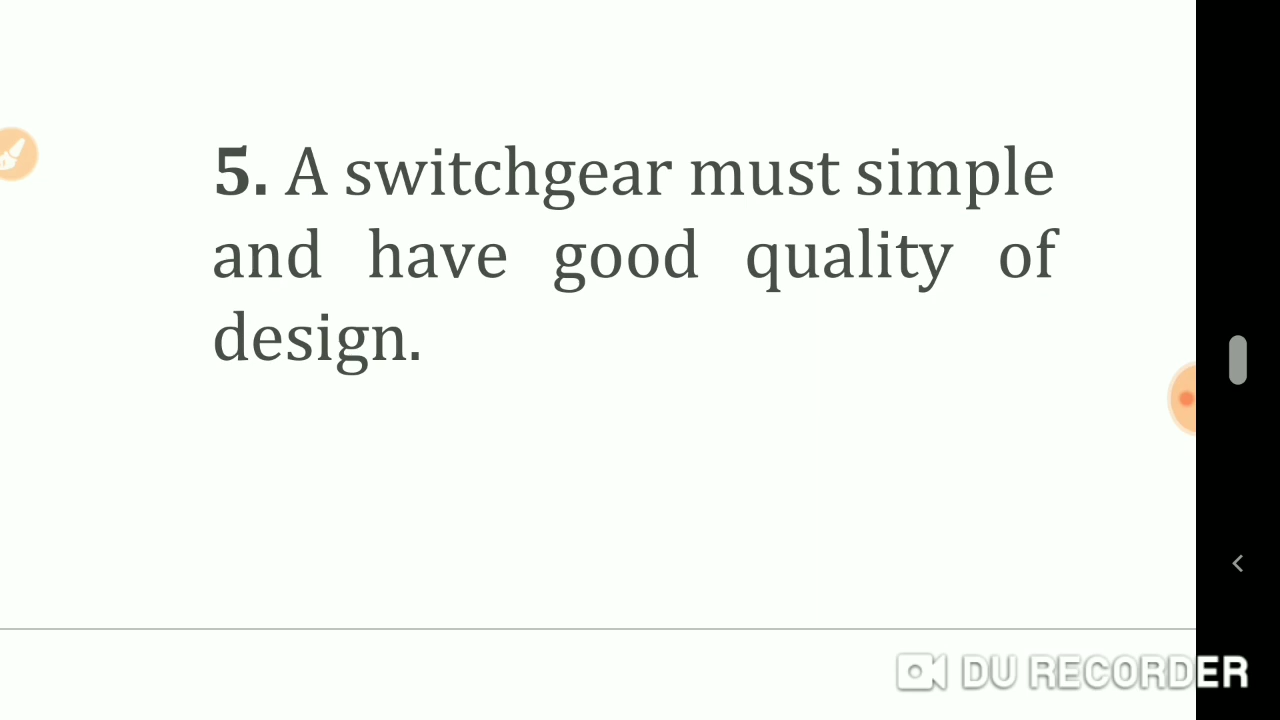 5. A switchgear must simple
and have good quality of
design.
DU RECORDER